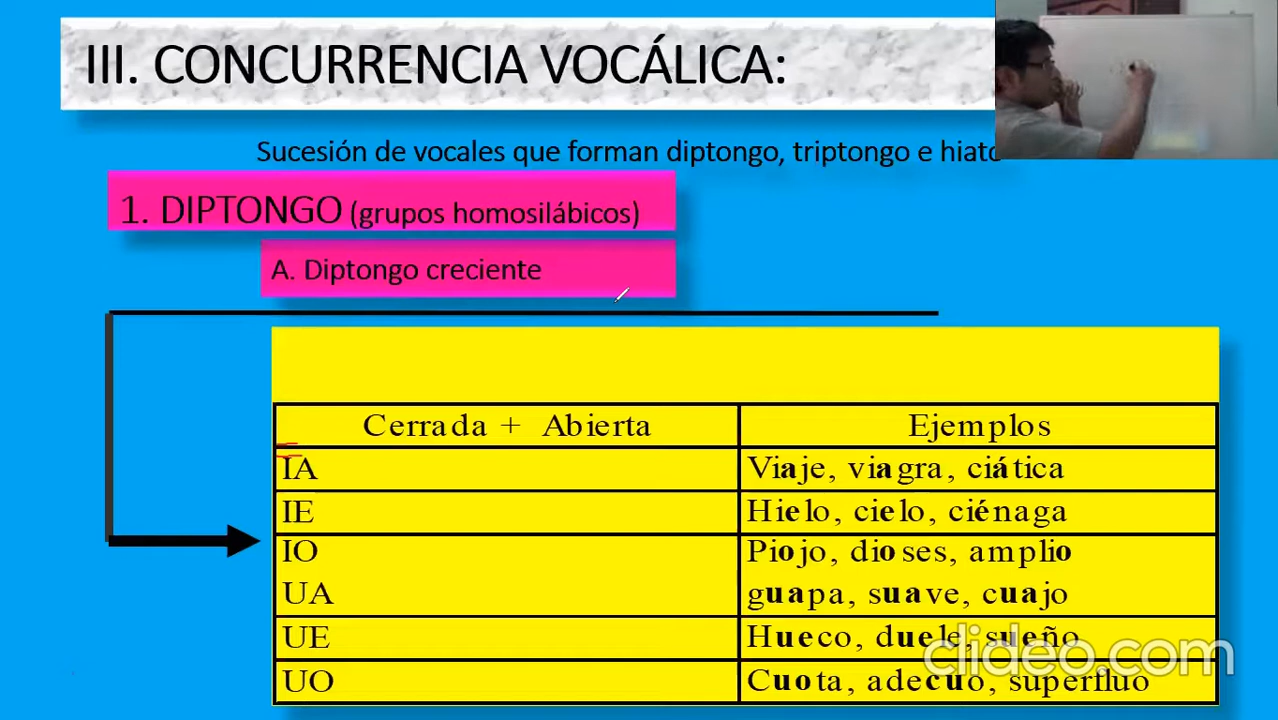 III. CONCURRENCIA VOCÁLICA:
Sucesión de vocales que forman diptongo, triptongo e hiato
1. DIPTONGO (grupos homosilábicos)
A. Diptongo creciente
Cerrada + Abierta Ejemplos
IA Viaje, viagra, ciática
IE Hielo, cielo, ciénaga
IO Piojo, dioses, amplio
UA guapa, suave, cuajo
UE Hueco, duele, sueño
UO Cuota, adecúo, superfluo
clideo.com